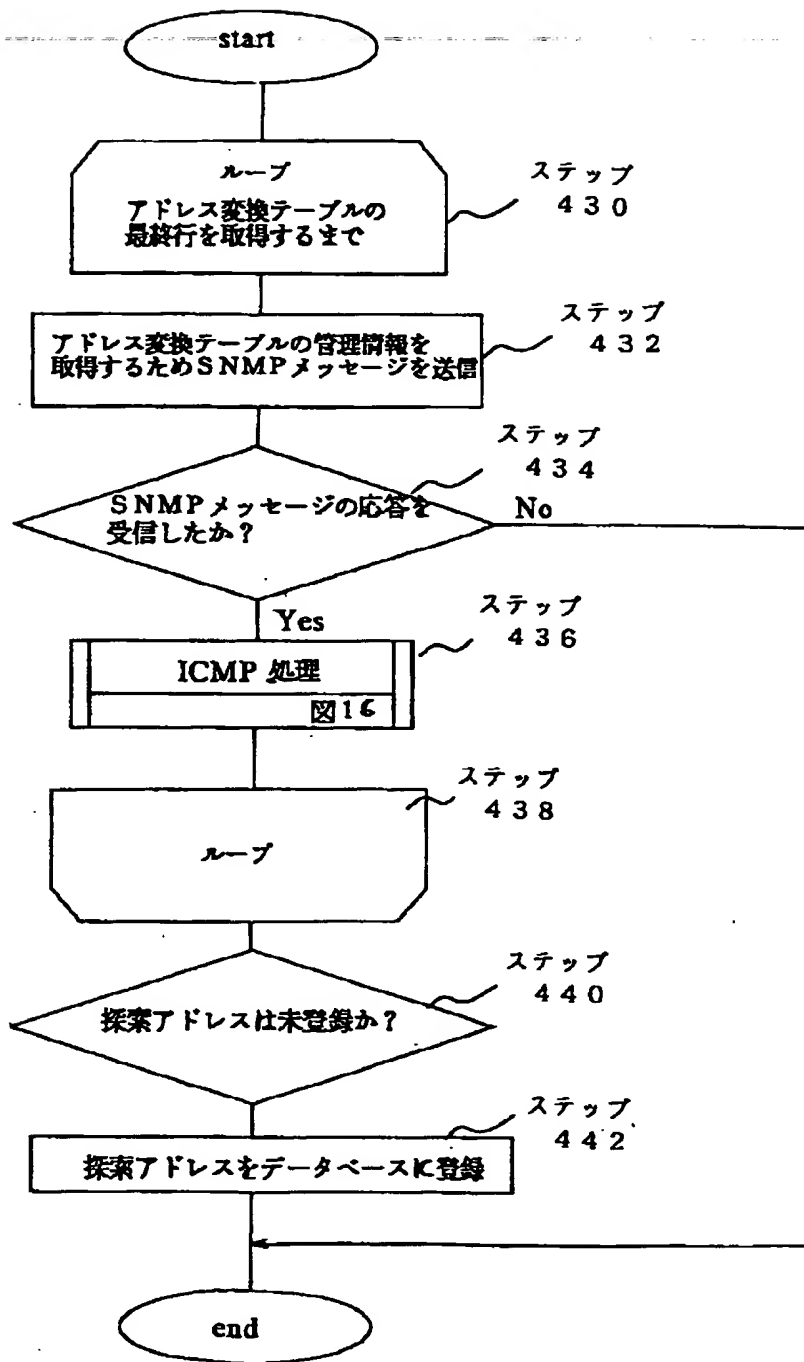 start
ループ
アドレス変換テーブルの
最終行を取得するまで
ステップ
430
アドレス変換テーブルの管理情報を
取得するためSNMPメッセージを送信
ステップ
432
ステップ
434
SNMPメッセージの応答を
受信したか?
No
Yes
ステップ
436
ICMP 処理
図16
ステップ
438
ループ
ステップ
440
探索アドレスは未登録か?
ステップ
442
探索アドレスをデータベースに登録
end